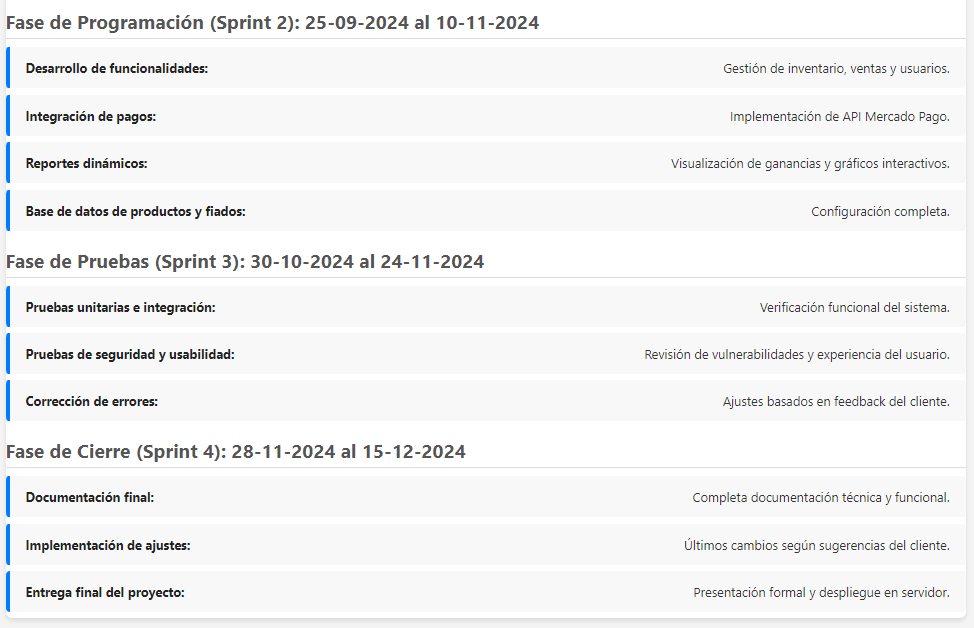 Fase de Programación (Sprint 2): 25-09-2024 al 10-11-2024
Desarrollo de funcionalidades: Gestión de inventario, ventas y usuarios.
Integración de pagos: Implementación de API Mercado Pago.
Reportes dinámicos: Visualización de ganancias y gráficos interactivos.
Base de datos de productos y fiados: Configuración completa.
Fase de Pruebas (Sprint 3): 30-10-2024 al 24-11-2024
Pruebas unitarias e integración: Verificación funcional del sistema.
Pruebas de seguridad y usabilidad: Revisión de vulnerabilidades y experiencia del usuario.
Corrección de errores: Ajustes basados en feedback del cliente.
Fase de Cierre (Sprint 4): 28-11-2024 al 15-12-2024
Documentación final: Completa documentación técnica y funcional.
Implementación de ajustes: Últimos cambios según sugerencias del cliente.
Entrega final del proyecto: Presentación formal y despliegue en servidor.